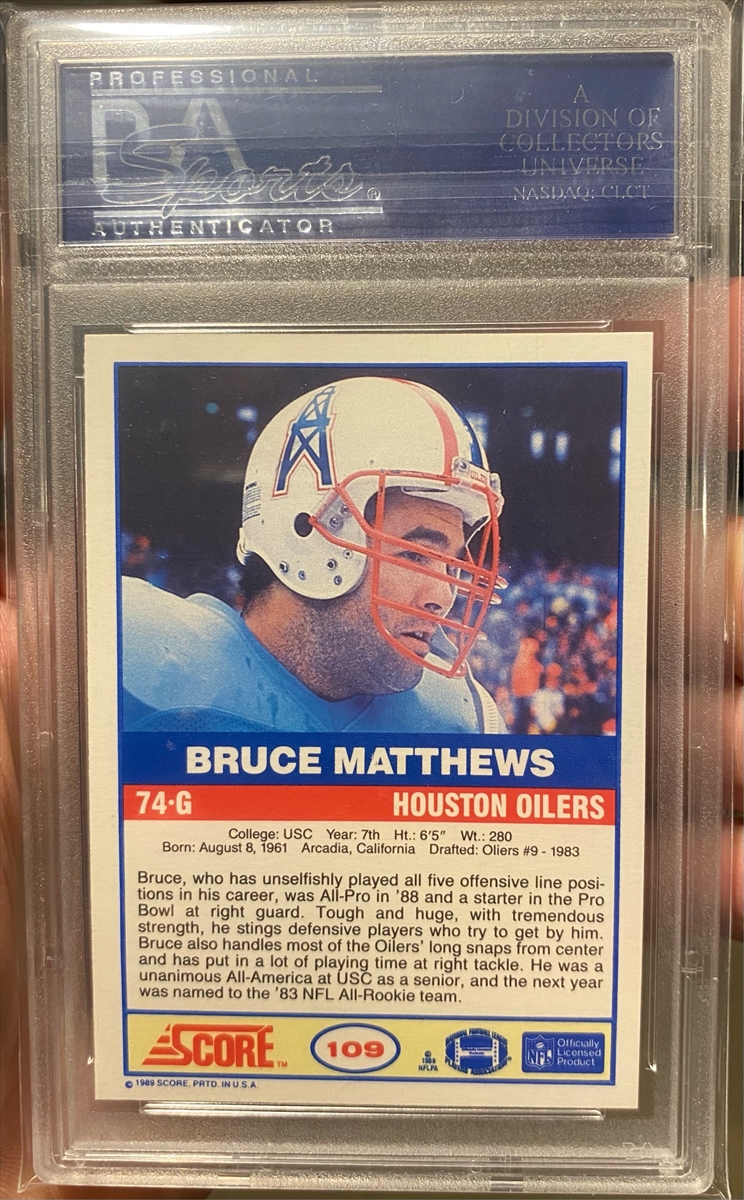 PROFESSIONAL
PSA
Sports®
AUTHENTICATOR
A
DIVISION OF
COLLECTORS
UNIVERSE
NASDAQ: CLCT
BRUCE MATTHEWS
74·G HOUSTON OILERS
College: USC Year: 7th Ht.: 6'5" Wt.: 280
Born: August 8, 1961 Arcadia, California Drafted: Oliers #9 - 1983
Bruce, who has unselfishly played all five offensive line posi-
tions in his career, was All-Pro in '88 and a starter in the Pro
Bowl at right guard. Tough and huge, with tremendous
strength, he stings defensive players who try to get by him.
Bruce also handles most of the Oilers' long snaps from center
and has put in a lot of playing time at right tackle. He was a
unanimous All-America at USC as a senior, and the next year
was named to the '83 NFL All-Rookie team.
SCORE™
109
© 1989 NFLPA
NFL
Officially
Licensed
Product
© 1989 SCORE, PRTD. IN U.S.A.